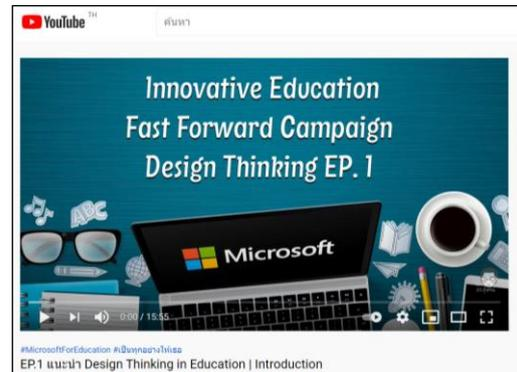 YouTube TH
ค้นหา
Innovative Education
Fast Forward Campaign
Design Thinking EP. 1
ABC
Microsoft
0:00 / 15:55
#MicrosoftForEducation #เป็นทุกอย่างให้เธอ
EP.1 แนะนำ Design Thinking in Education | Introduction